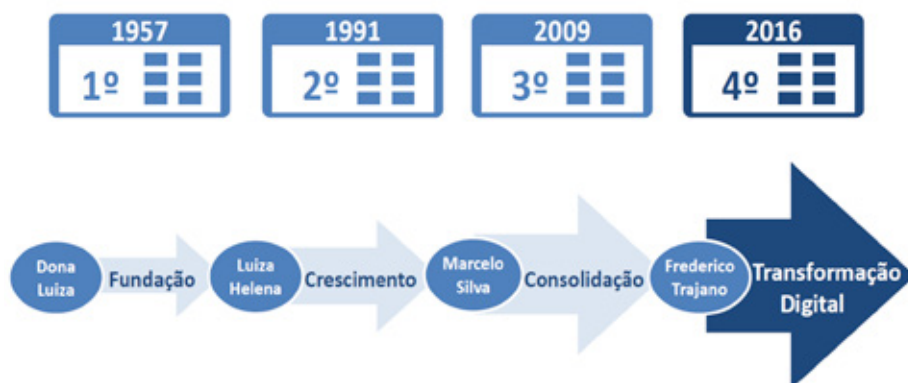 1957
1º
1991
2º
2009
3º
2016
4º
Dona
Luiza
Fundação
Luiza
Helena
Crescimento
Marcelo
Silva
Consolidação
Frederico
Trajano
Transformação
Digital